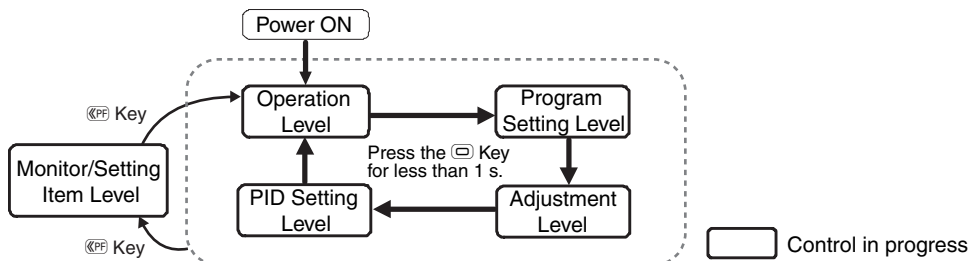 Power ON
Operation
Level
Program
Setting Level
PF Key
Press the Key
for less than 1 s.
Monitor/Setting
Item Level
PID Setting
Level
Adjustment
Level
PF Key
Control in progress